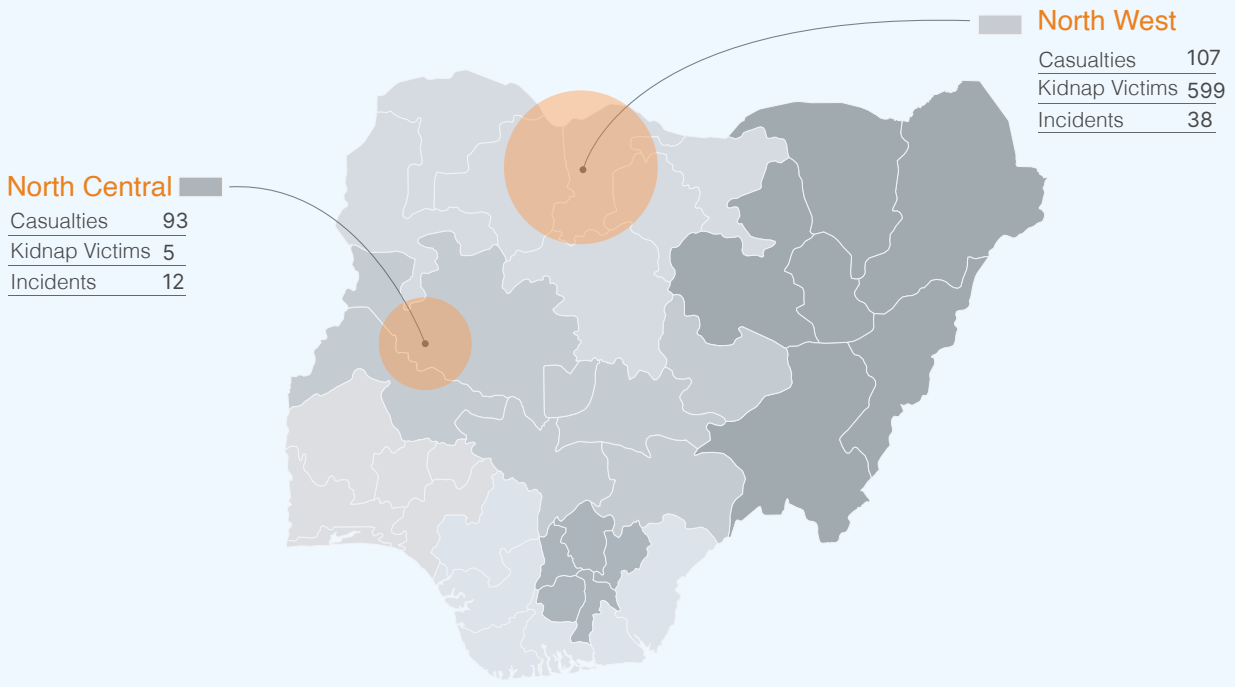 North West
Casualties 107
Kidnap Victims 599
Incidents 38
North Central
Casualties 93
Kidnap Victims 5
Incidents 12